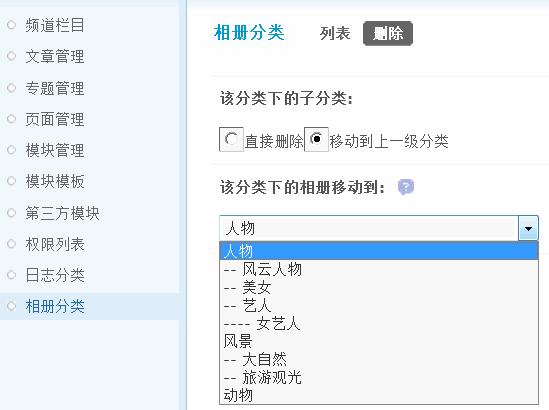 频道栏目
文章管理
专题管理
页面管理
模块管理
模块模板
第三方模块
权限列表
日志分类
相册分类
相册分类 列表 删除
该分类下的子分类:
直接删除 移动到上一级分类
该分类下的相册移动到: ?
人物
人物
-- 风云人物
-- 美女
-- 艺人
---- 女艺人
风景
-- 大自然
-- 旅游观光
动物